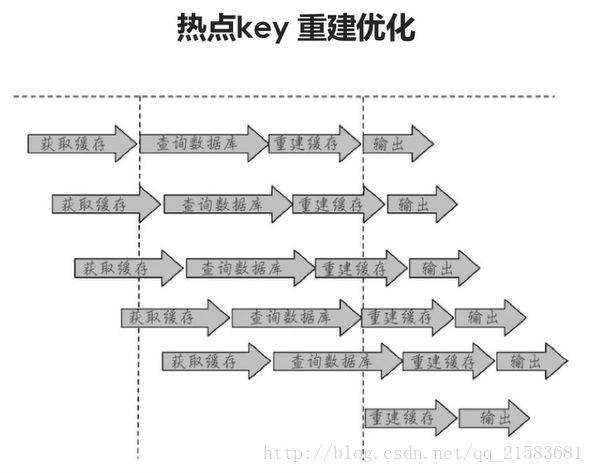 热点key 重建优化
获取缓存 查询数据库 重建缓存 输出
获取缓存 查询数据库 重建缓存 输出
获取缓存 查询数据库 重建缓存 输出
获取缓存 查询数据库 重建缓存 输出
获取缓存 查询数据库 重建缓存 输出
重建缓存 输出
http://blog.csdn.net/qq_21583681